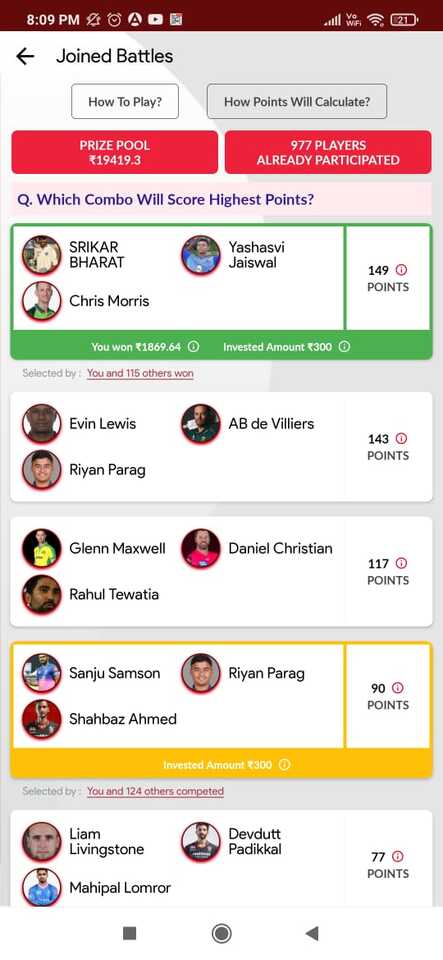 8:09 PM
Vo
WiFi
21
Joined Battles
How To Play?
How Points Will Calculate?
PRIZE POOL
₹19419.3
977 PLAYERS
ALREADY PARTICIPATED
Q. Which Combo Will Score Highest Points?
SRIKAR
BHARAT
Yashasvi
Jaiswal
Chris Morris
149
POINTS
You won ₹1869.64
Invested Amount ₹300
Selected by : You and 115 others won
Evin Lewis
AB de Villiers
Riyan Parag
143
POINTS
Glenn Maxwell
Daniel Christian
Rahul Tewatia
117
POINTS
Sanju Samson
Riyan Parag
Shahbaz Ahmed
90
POINTS
Invested Amount ₹300
Selected by : You and 124 others competed
Liam
Livingstone
Devdutt
Padikkal
Mahipal Lomror
77
POINTS